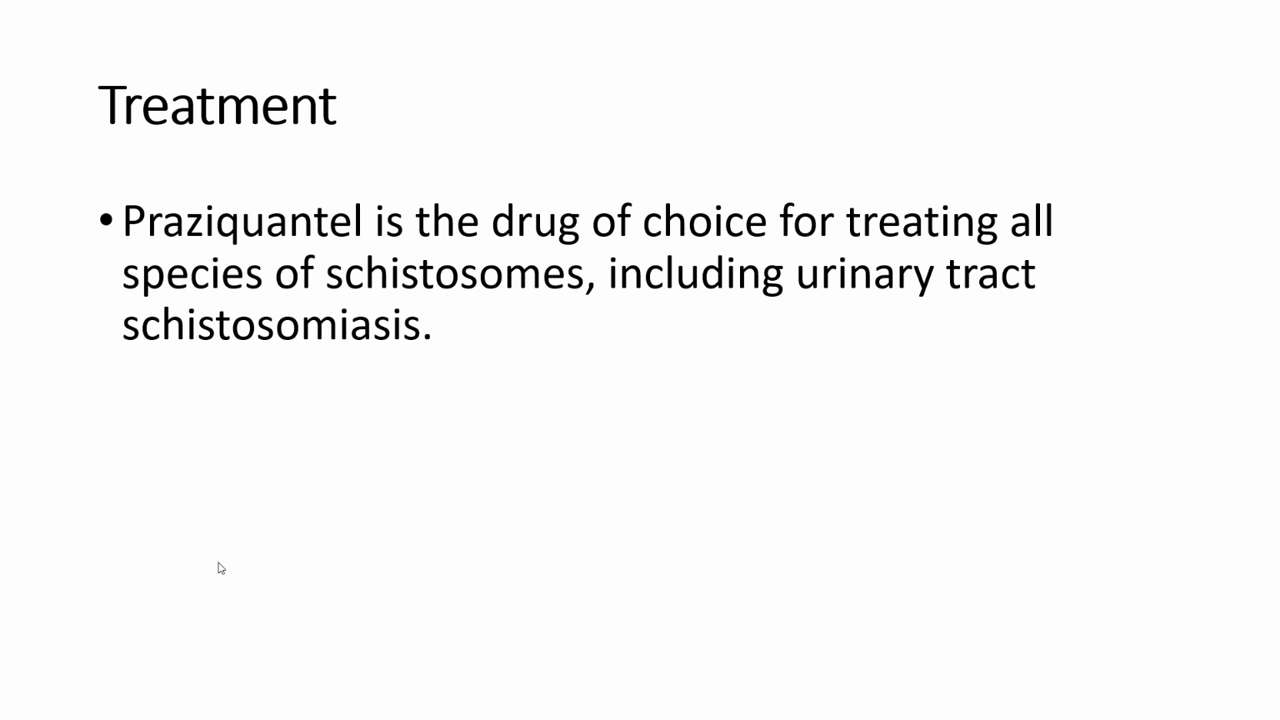 Treatment
•Praziquantel is the drug of choice for treating all
species of schistosomes, including urinary tract
schistosomiasis.